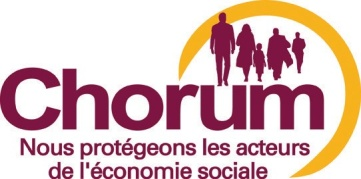 Chorum
Nous protégeons les acteurs
de l'économie sociale